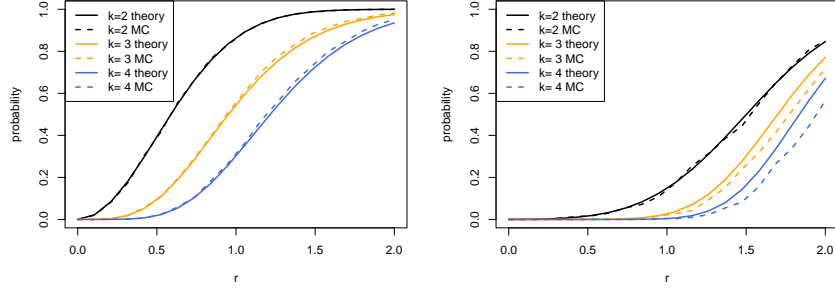 k=2 theory
k=2 MC
k= 3 theory
k= 3 MC
k= 4 theory
k= 4 MC
probability
0.0 0.2 0.4 0.6 0.8 1.0
0.0 0.5 1.0 1.5 2.0
r
k=2 theory
k=2 MC
k= 3 theory
k= 3 MC
k= 4 theory
k= 4 MC
probability
0.0 0.2 0.4 0.6 0.8 1.0
0.0 0.5 1.0 1.5 2.0
r